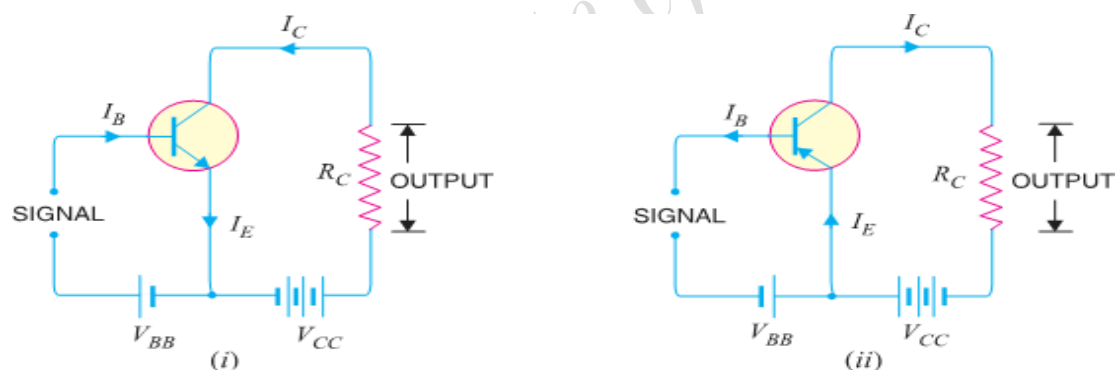 I_C
I_B
R_C
OUTPUT
SIGNAL
I_E
V_BB
V_CC
(i)
I_C
I_B
R_C
OUTPUT
SIGNAL
I_E
V_BB
V_CC
(ii)